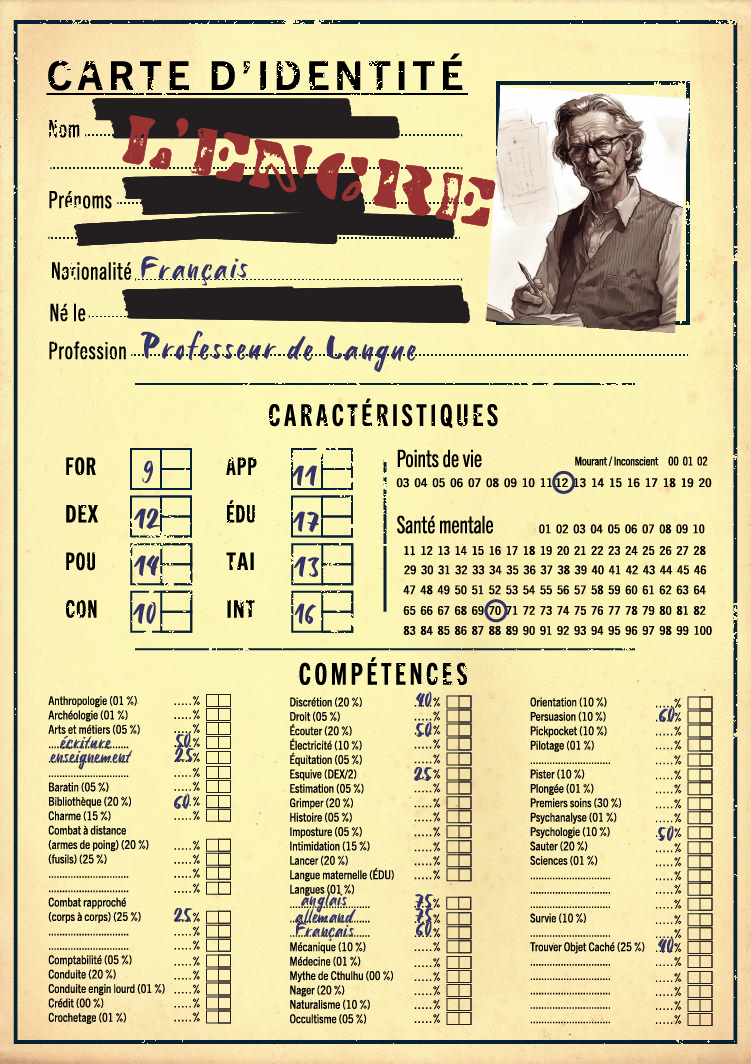 CARTE D'IDENTITÉ
Nom
L'ENCRE
Prénoms
Nationalité Français
Né le
Profession Professeur de Langue
CARACTÉRISTIQUES
FOR 9 APP 11
DEX 12 ÉDU 17
POU 14 TAI 13
CON 10 INT 16
Points de vie Mourant / Inconscient 00 01 02
03 04 05 06 07 08 09 10 11 12 13 14 15 16 17 18 19 20
Santé mentale 01 02 03 04 05 06 07 08 09 10
11 12 13 14 15 16 17 18 19 20 21 22 23 24 25 26 27 28
29 30 31 32 33 34 35 36 37 38 39 40 41 42 43 44 45 46
47 48 49 50 51 52 53 54 55 56 57 58 59 60 61 62 63 64
65 66 67 68 69 70 71 72 73 74 75 76 77 78 79 80 81 82
83 84 85 86 87 88 89 90 91 92 93 94 95 96 97 98 99 100
COMPÉTENCES
Anthropologie (01 %) .....%
Archéologie (01 %) .....%
Arts et métiers (05 %) .....%
écriture 50 %
enseignement 25 %
..................... .....%
Baratin (05 %) .....%
Bibliothèque (20 %) 60 %
Charme (15 %) .....%
Combat à distance
(armes de poing) (20 %) .....%
(fusils) (25 %) .....%
..................... .....%
..................... .....%
Combat rapproché
(corps à corps) (25 %) 25 %
..................... .....%
..................... .....%
Comptabilité (05 %) .....%
Conduite (20 %) .....%
Conduite engin lourd (01 %) .....%
Crédit (00 %) .....%
Crochetage (01 %) .....%
Discrétion (20 %) 40 %
Droit (05 %) .....%
Écouter (20 %) 50 %
Électricité (10 %) .....%
Équitation (05 %) .....%
Esquive (DEX/2) 25 %
Estimation (05 %) .....%
Grimper (20 %) .....%
Histoire (05 %) .....%
Imposture (05 %) .....%
Intimidation (15 %) .....%
Lancer (20 %) .....%
Langue maternelle (ÉDU) .....%
Langues (01 %)
anglais 75 %
allemand 75 %
Français 60 %
Mécanique (10 %) .....%
Médecine (01 %) .....%
Mythe de Cthulhu (00 %) .....%
Nager (20 %) .....%
Naturalisme (10 %) .....%
Occultisme (05 %) .....%
Orientation (10 %) .....%
Persuasion (10 %) 60 %
Pickpocket (10 %) .....%
Pilotage (01 %) .....%
..................... .....%
Pister (10 %) .....%
Plongée (01 %) .....%
Premiers soins (30 %) .....%
Psychanalyse (01 %) .....%
Psychologie (10 %) 50 %
Sauter (20 %) .....%
Sciences (01 %) .....%
..................... .....%
..................... .....%
..................... .....%
Survie (10 %) .....%
..................... .....%
Trouver Objet Caché (25 %) 40 %
..................... .....%
..................... .....%
..................... .....%
..................... .....%
..................... .....%